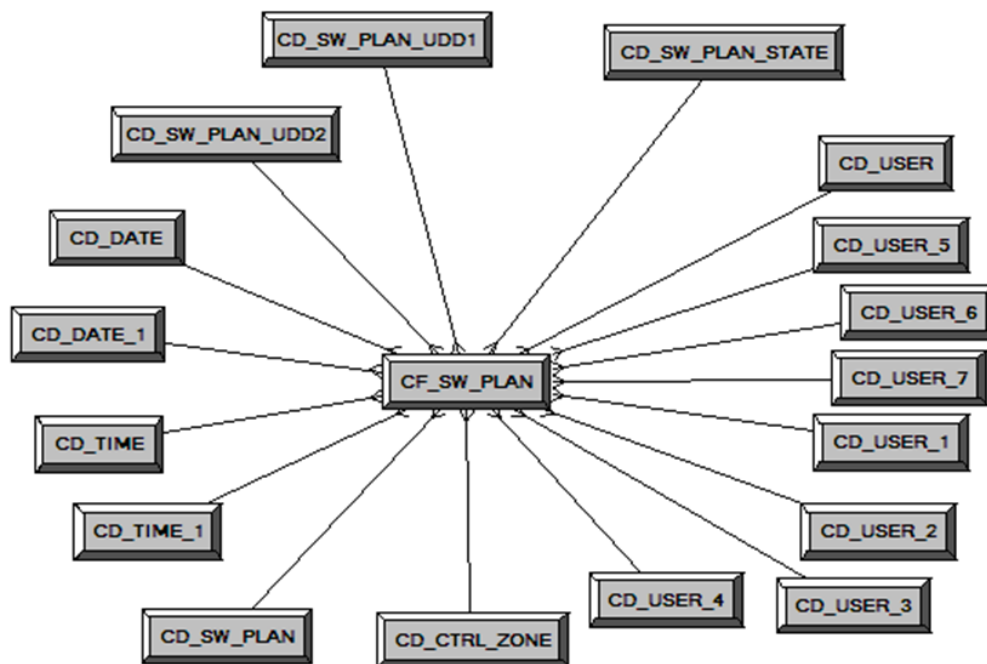 CD_SW_PLAN_UDD1
CD_SW_PLAN_STATE
CD_SW_PLAN_UDD2
CD_USER
CD_DATE
CD_USER_5
CD_USER_6
CD_DATE_1
CF_SW_PLAN
CD_USER_7
CD_TIME
CD_USER_1
CD_TIME_1
CD_USER_2
CD_USER_4
CD_USER_3
CD_SW_PLAN
CD_CTRL_ZONE